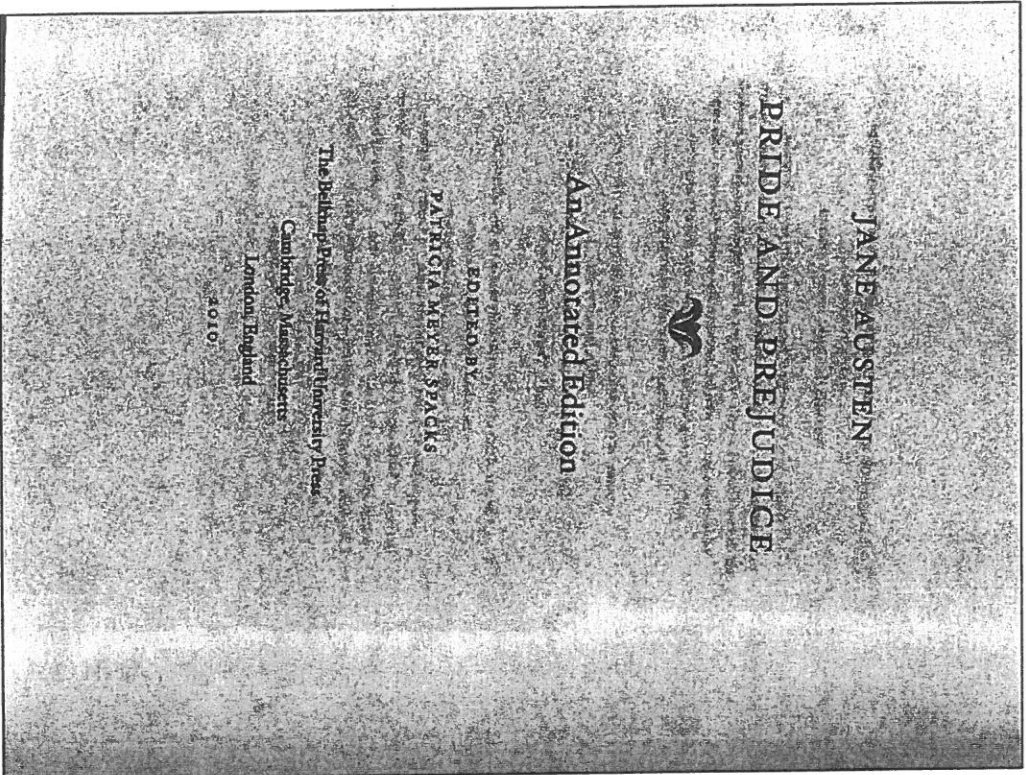 JANE AUSTEN
PRIDE AND PREJUDICE
An Annotated Edition
EDITED BY
PATRICIA MEYER SPACKS
The Belknap Press of Harvard University Press
Cambridge, Massachusetts
London, England
2010